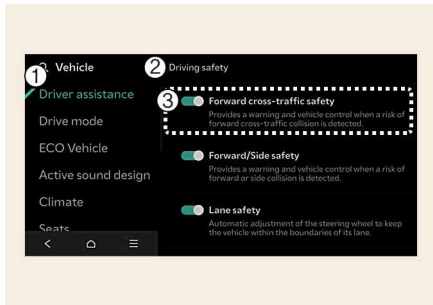 Vehicle
1
2
Driving safety
Driver assistance
3
Forward cross-traffic safety
Provides a warning and vehicle control when a risk of
forward cross-traffic collision is detected.
Drive mode
ECO Vehicle
Forward/Side safety
Provides a warning and vehicle control when a risk of
forward or side collision is detected.
Active sound design
Climate
Lane safety
Automatic adjustment of the steering wheel to keep
the vehicle within the boundaries of its lane.
Seats